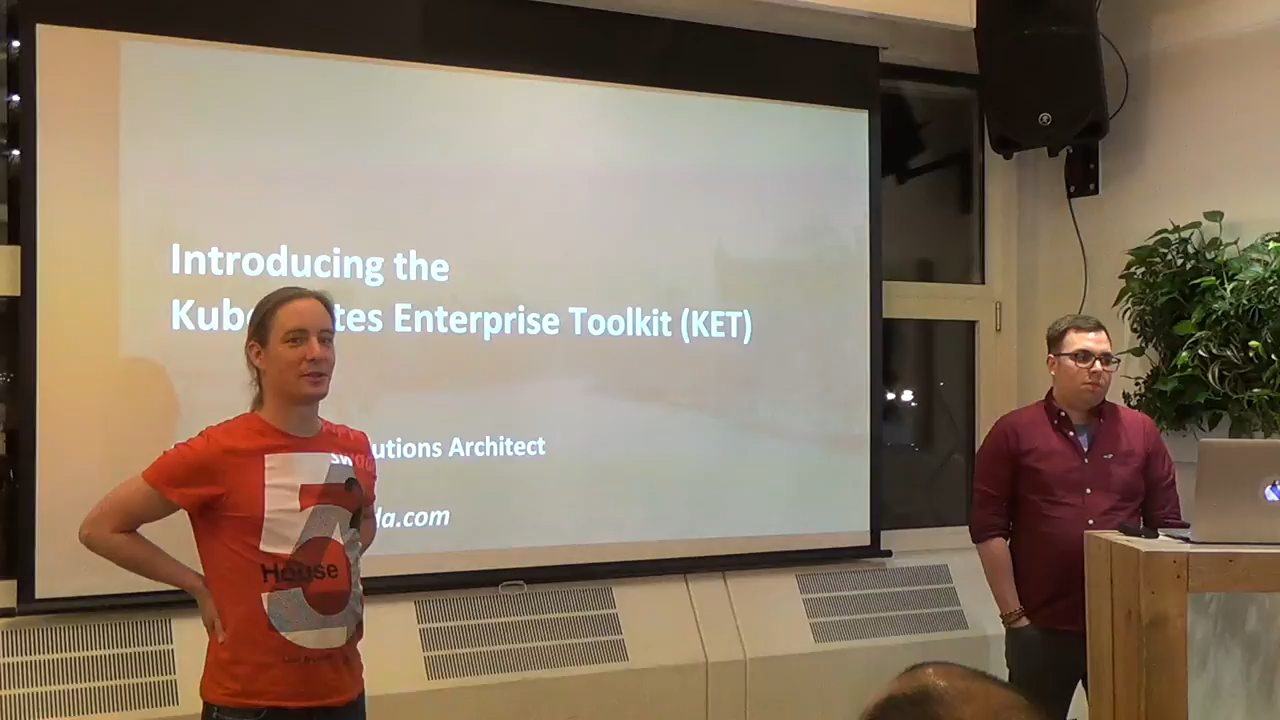 Introducing the
Kub tes Enterprise Toolkit (KET)
utions Architect
da.com
House